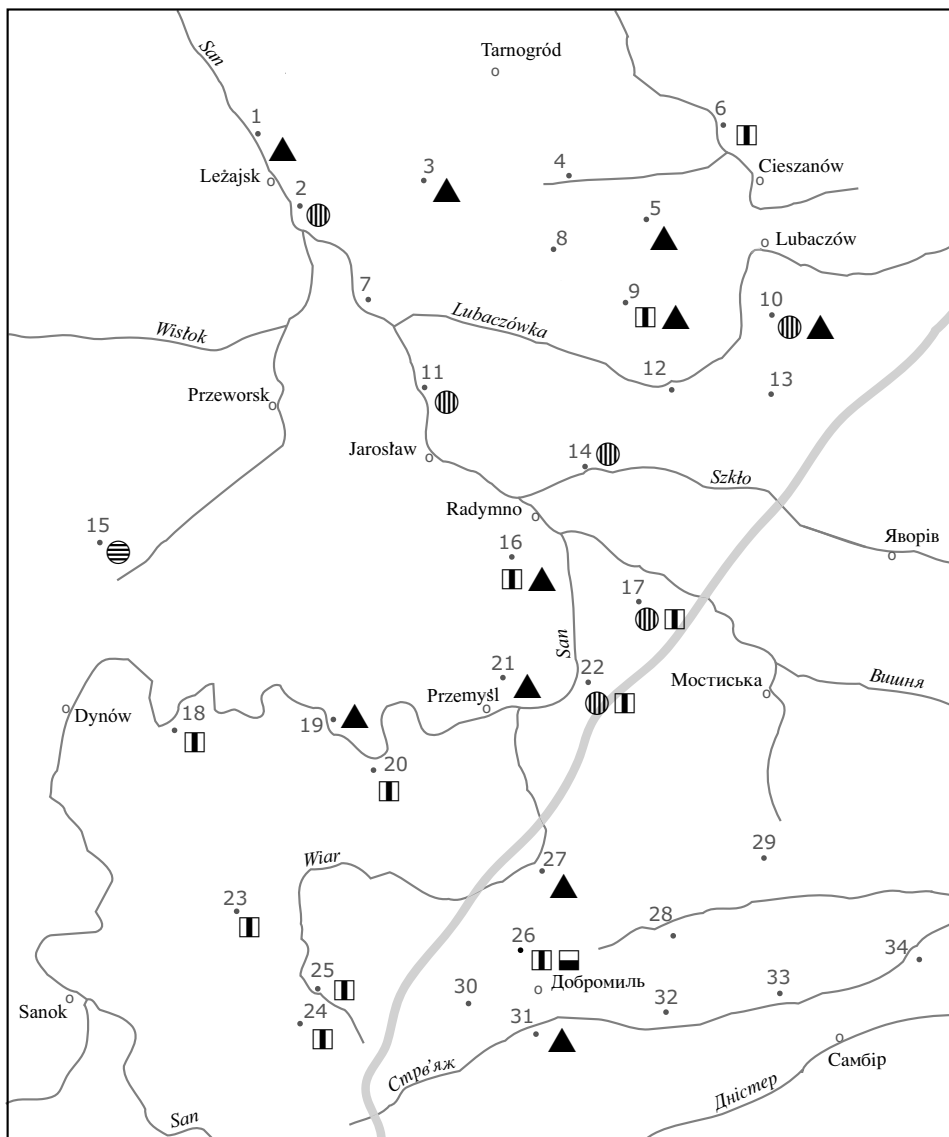 San
Tarnogród
1
6
Leżajsk
3
4
Cieszanów
2
5
8
Lubaczów
7
9
10
Wisłok
Lubaczówka
11
12
13
Przeworsk
Jarosław
14
Szkło
Radymno
15
16
Яворів
17
San
21
22
Мостиська
Вишня
Dynów
18
19
Przemyśl
20
Wiar
27
29
23
28
26
34
25
Добромиль
33
Sanok
24
30
32
31
Самбір
Стрв'яж
Дністер
San